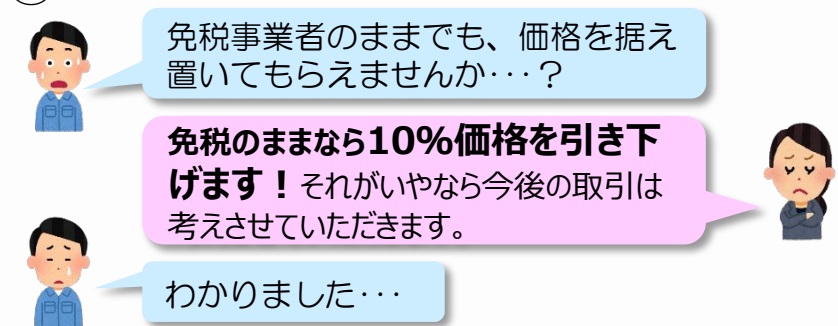 免税事業者のままでも、価格を据え
置いてもらえませんか･･･？
免税のままなら10％価格を引き下
げます！それがいやなら今後の取引は
考えさせていただきます。
わかりました･･･